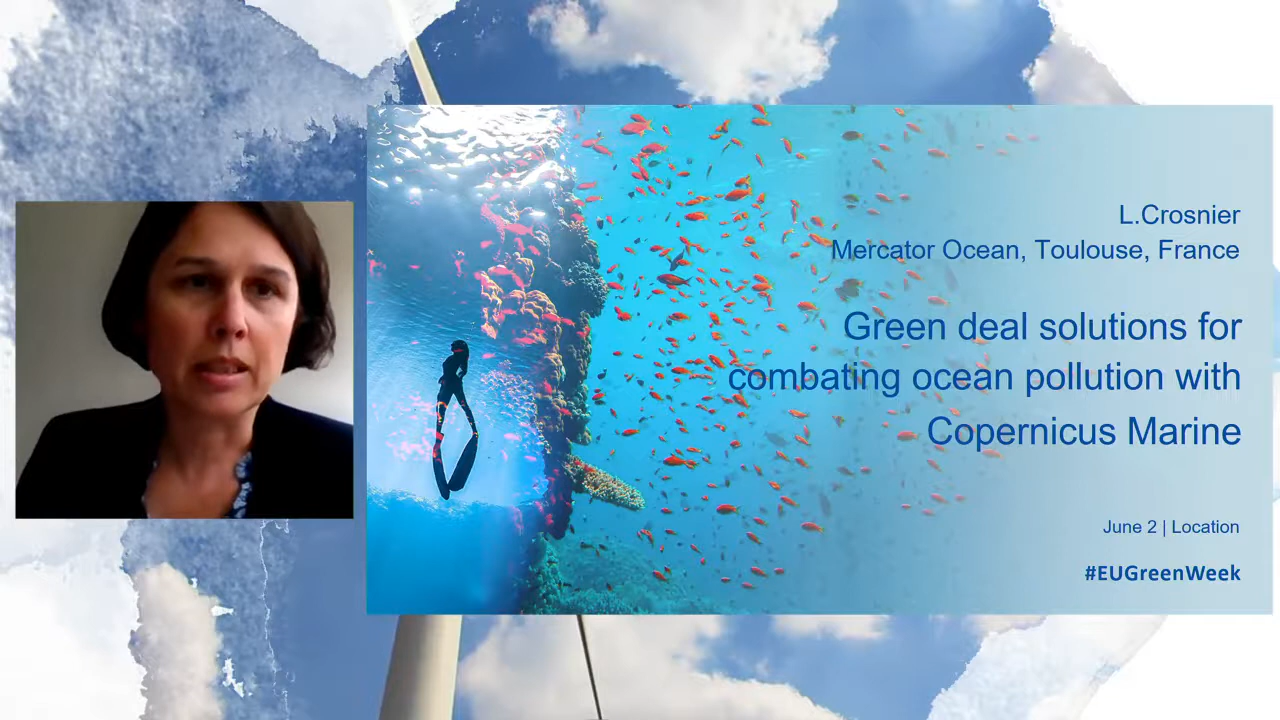 L.Crosnier
Mercator Ocean, Toulouse, France
Green deal solutions for
combating ocean pollution with
Copernicus Marine
June 2 | Location
#EUGreenWeek